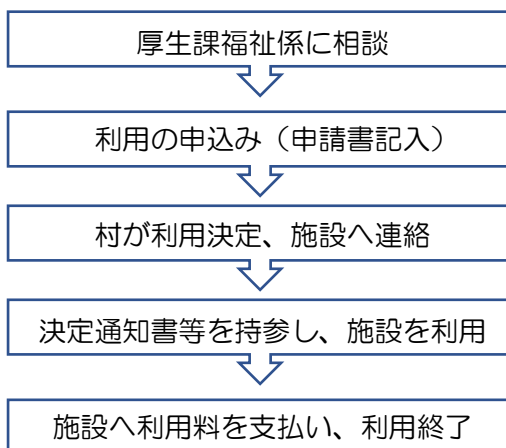 厚生課福祉係に相談
利用の申込み（申請書記入）
村が利用決定、施設へ連絡
決定通知書等を持参し、施設を利用
施設へ利用料を支払い、利用終了